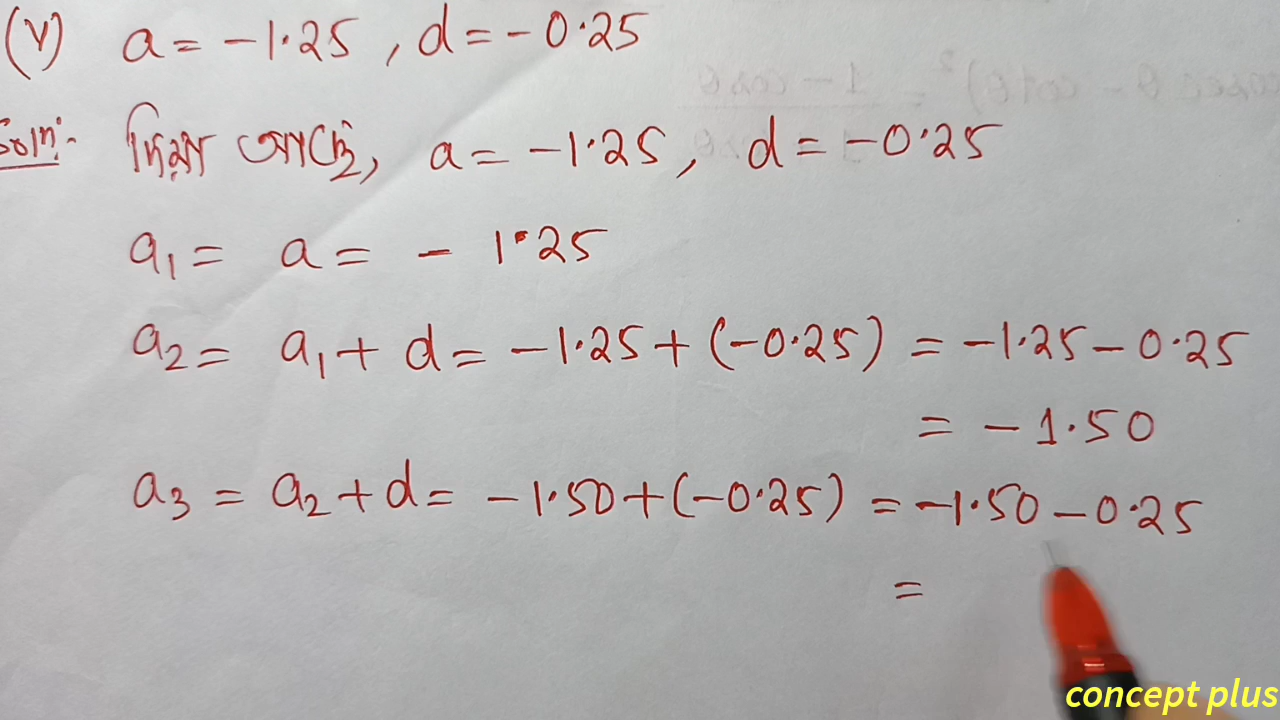 (v) a = -1.25 , d = -0.25
Soln:- দিয়া আছে, a = -1.25, d = -0.25
a₁ = a = - 1.25
a₂ = a₁ + d = -1.25 + (-0.25) = -1.25 - 0.25
= -1.50
a₃ = a₂ + d = -1.50 + (-0.25) = -1.50 - 0.25
=
concept plus